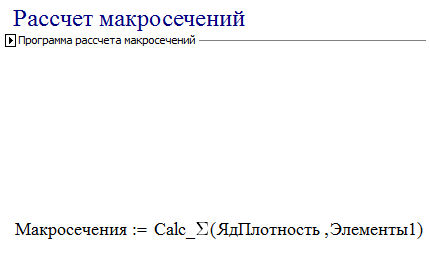 Рассчет макросечений
Программа рассчета макросечений
Макросечения := Calc_Σ(ЯдПлотность ,Элементы1)